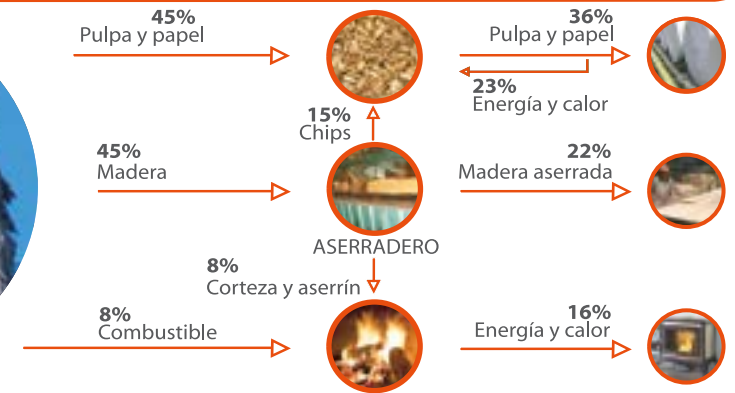 45%
Pulpa y papel
36%
Pulpa y papel
23%
Energía y calor
15%
Chips
45%
Madera
22%
Madera aserrada
ASERRADERO
8%
Corteza y aserrín
8%
Combustible
16%
Energía y calor